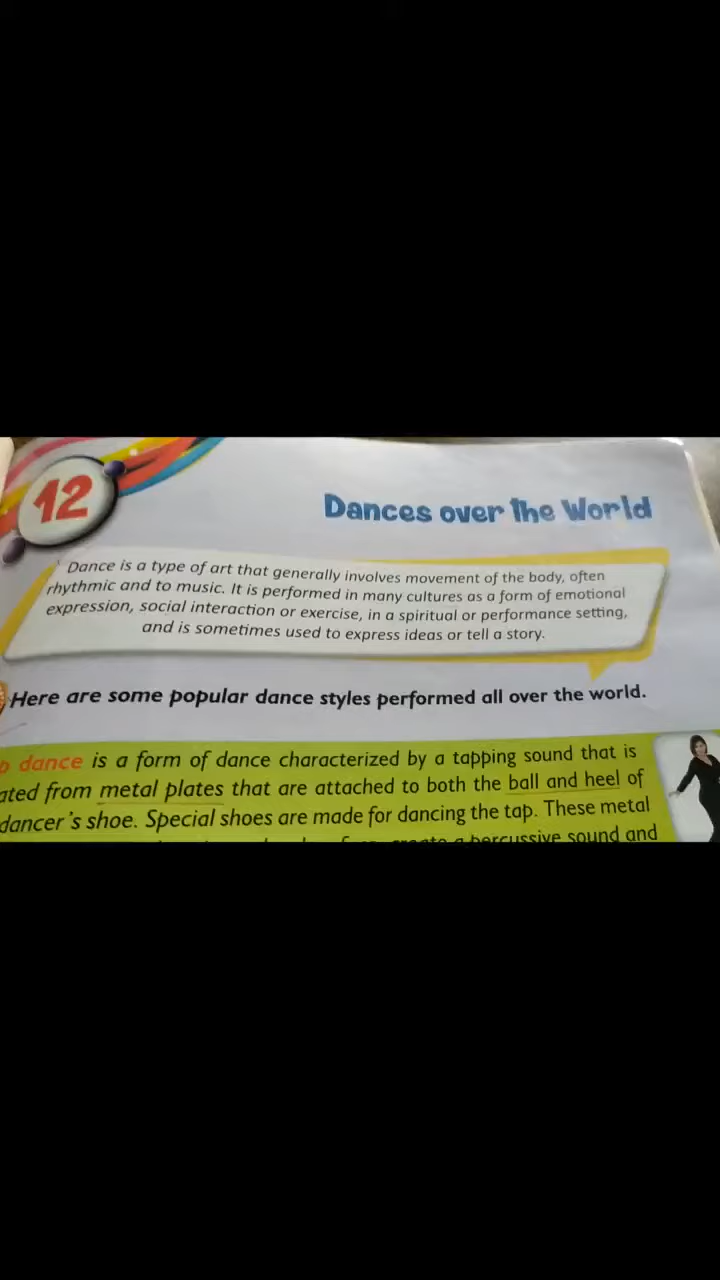 12
Dances over the World
Dance is a type of art that generally involves movement of the body, often
rhythmic and to music. It is performed in many cultures as a form of emotional
expression, social interaction or exercise, in a spiritual or performance setting,
and is sometimes used to express ideas or tell a story.
Here are some popular dance styles performed all over the world.
dance is a form of dance characterized by a tapping sound that is
from metal plates that are attached to both the ball and heel of
dancer's shoe. Special shoes are made for dancing the tap. These metal
percussive sound and